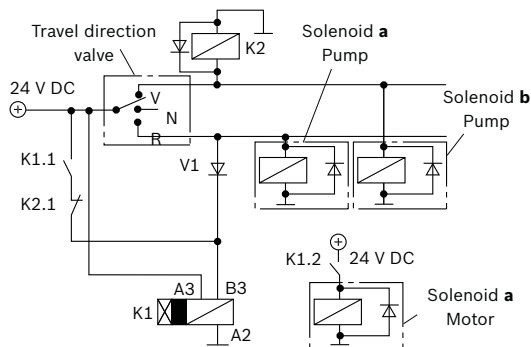 Travel direction
valve
K2
Solenoid a
Pump
24 V DC
V
N
R
Solenoid b
Pump
K1.1
V1
K2.1
K1.2
24 V DC
A3
B3
K1
A2
Solenoid a
Motor